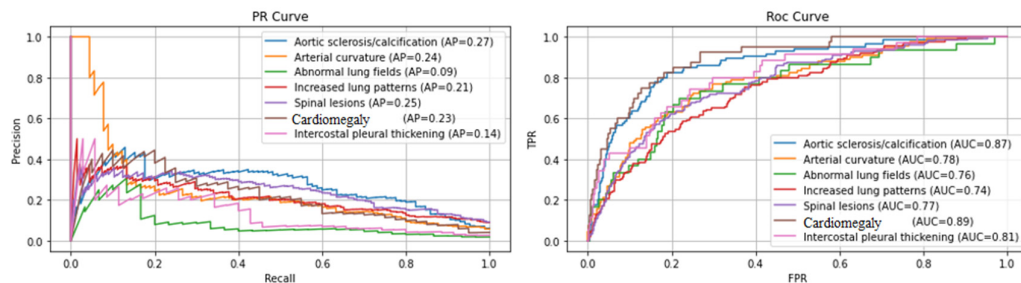 PR Curve
1.0
0.8
0.6
0.4
0.2
0.0
Precision
0.0
0.2
0.4
0.6
0.8
1.0
Recall
Aortic sclerosis/calcification (AP=0.27)
Arterial curvature (AP=0.24)
Abnormal lung fields (AP=0.09)
Increased lung patterns (AP=0.21)
Spinal lesions (AP=0.25)
Cardiomegaly (AP=0.23)
Intercostal pleural thickening (AP=0.14)
Roc Curve
1.0
0.8
0.6
0.4
0.2
0.0
TPR
0.0
0.2
0.4
0.6
0.8
1.0
FPR
Aortic sclerosis/calcification (AUC=0.87)
Arterial curvature (AUC=0.78)
Abnormal lung fields (AUC=0.76)
Increased lung patterns (AUC=0.74)
Spinal lesions (AUC=0.77)
Cardiomegaly (AUC=0.89)
Intercostal pleural thickening (AUC=0.81)